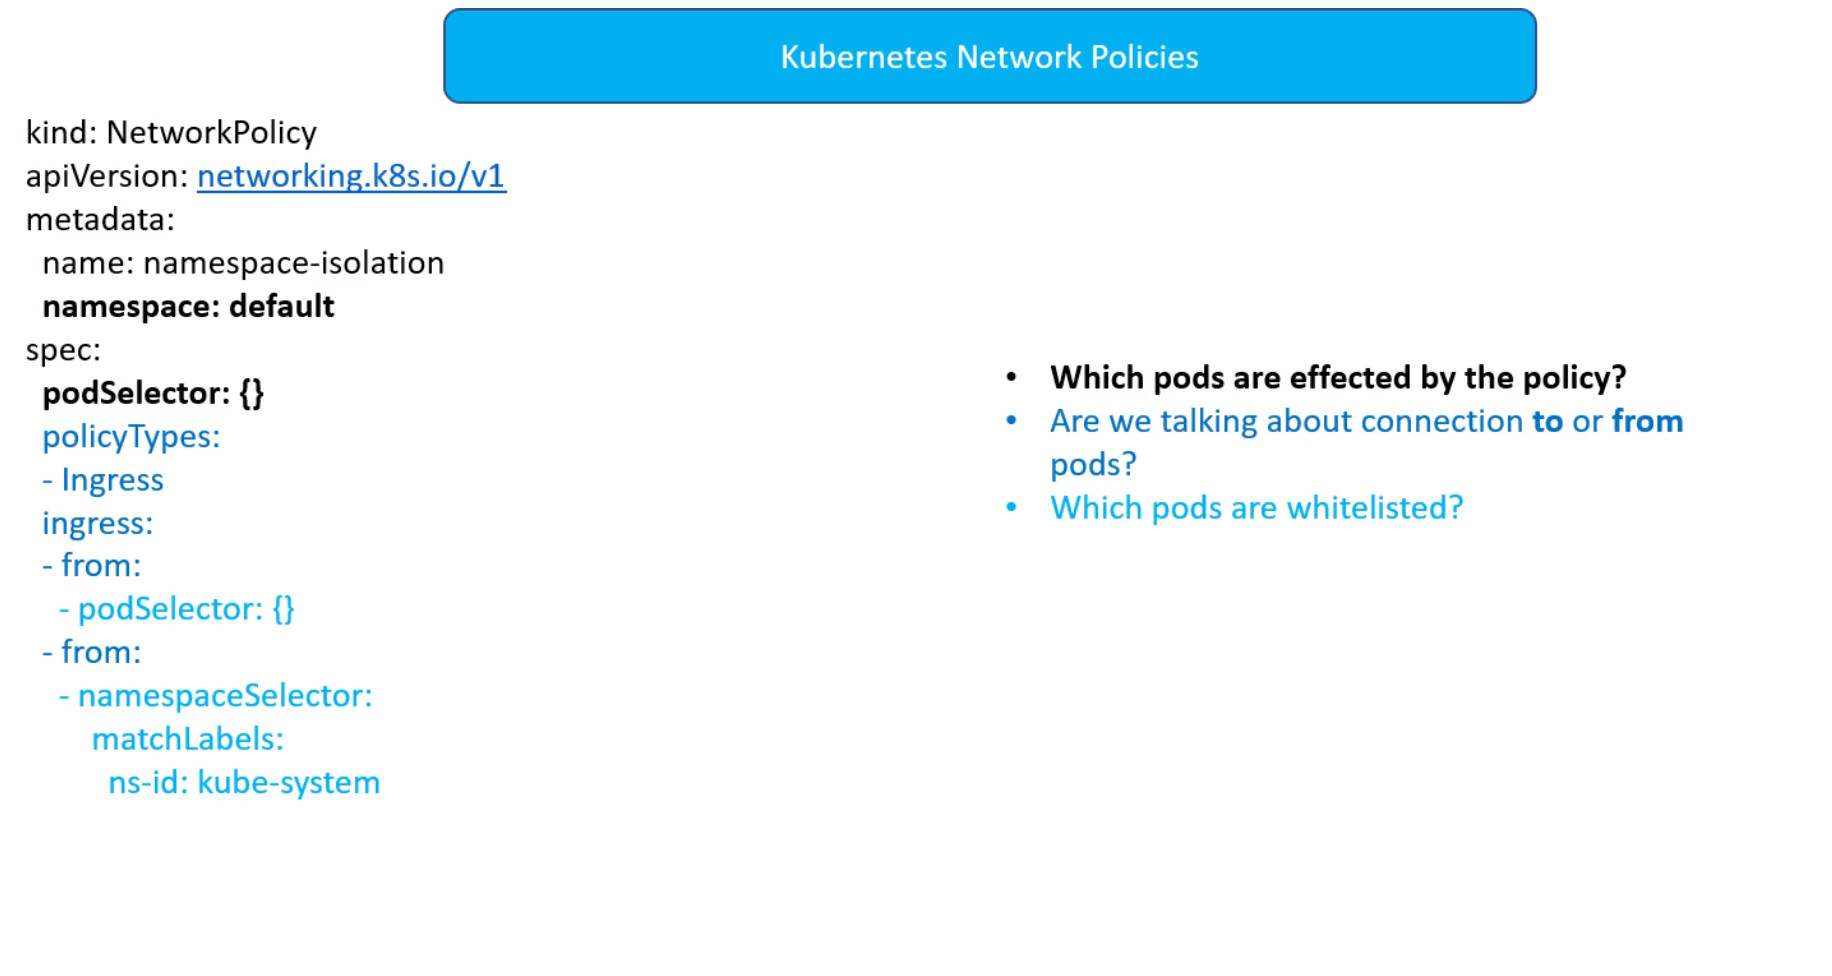 Kubernetes Network Policies
kind: NetworkPolicy
apiVersion: networking.k8s.io/v1
metadata:
name: namespace-isolation
namespace: default
spec:
podSelector: {}
policyTypes:
- Ingress
ingress:
- from:
- podSelector: {}
- from:
- namespaceSelector:
matchLabels:
ns-id: kube-system
• Which pods are effected by the policy?
• Are we talking about connection to or from
pods?
• Which pods are whitelisted?